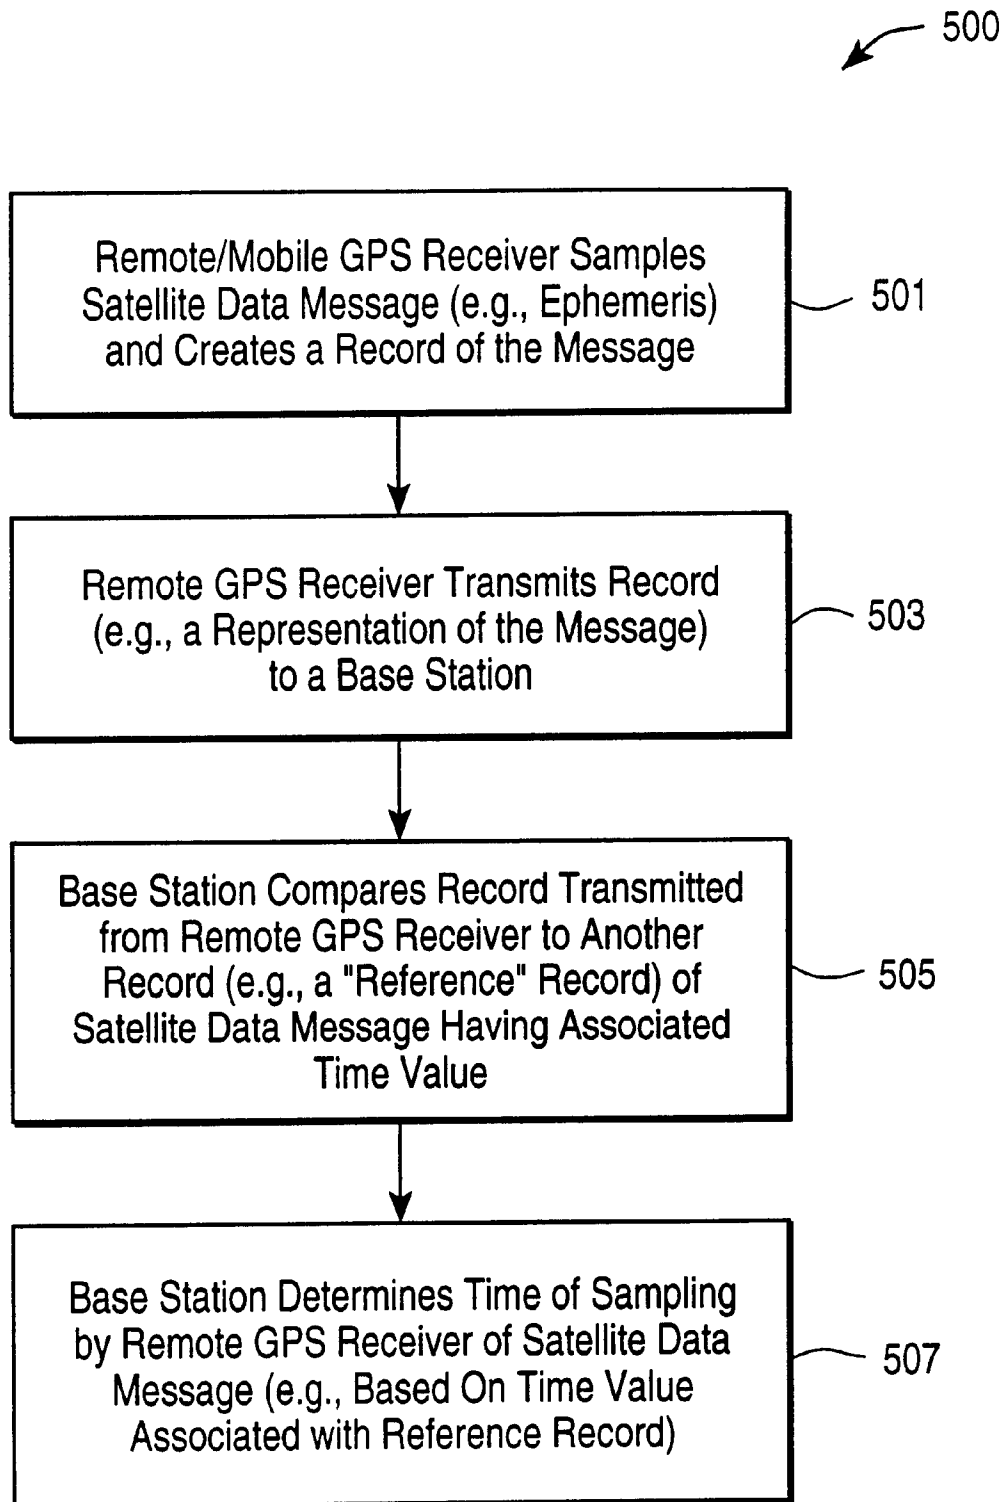 500
Remote/Mobile GPS Receiver Samples
Satellite Data Message (e.g., Ephemeris)
and Creates a Record of the Message
501
Remote GPS Receiver Transmits Record
(e.g., a Representation of the Message)
to a Base Station
503
Base Station Compares Record Transmitted
from Remote GPS Receiver to Another
Record (e.g., a "Reference" Record) of
Satellite Data Message Having Associated
Time Value
505
Base Station Determines Time of Sampling
by Remote GPS Receiver of Satellite Data
Message (e.g., Based On Time Value
Associated with Reference Record)
507